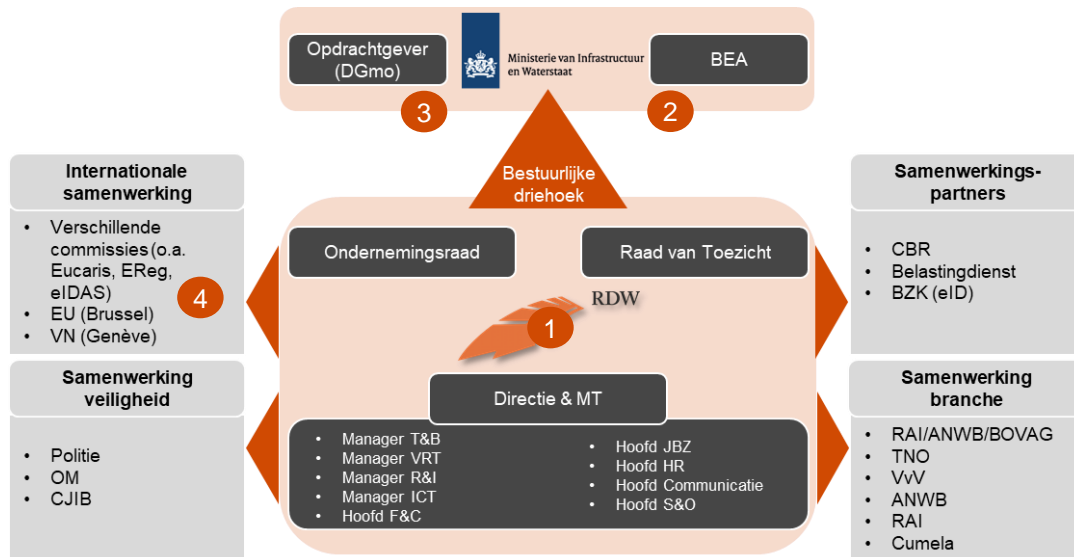 Opdrachtgever
(DGmo)
Ministerie van Infrastructuur
en Waterstaat
BEA
3
2
Bestuurlijke
driehoek
Internationale
samenwerking
• Verschillende
commissies (o.a.
Eucaris, EReg,
eIDAS)
• EU (Brussel)
• VN (Genève)
4
Ondernemingsraad
Raad van Toezicht
RDW
1
Samenwerkings-
partners
• CBR
• Belastingdienst
• BZK (eID)
Samenwerking
veiligheid
• Politie
• OM
• CJIB
Directie & MT
• Manager T&B
• Manager VRT
• Manager R&I
• Manager ICT
• Hoofd F&C
• Hoofd JBZ
• Hoofd HR
• Hoofd Communicatie
• Hoofd S&O
Samenwerking
branche
• RAI/ANWB/BOVAG
• TNO
• VvV
• ANWB
• RAI
• Cumela